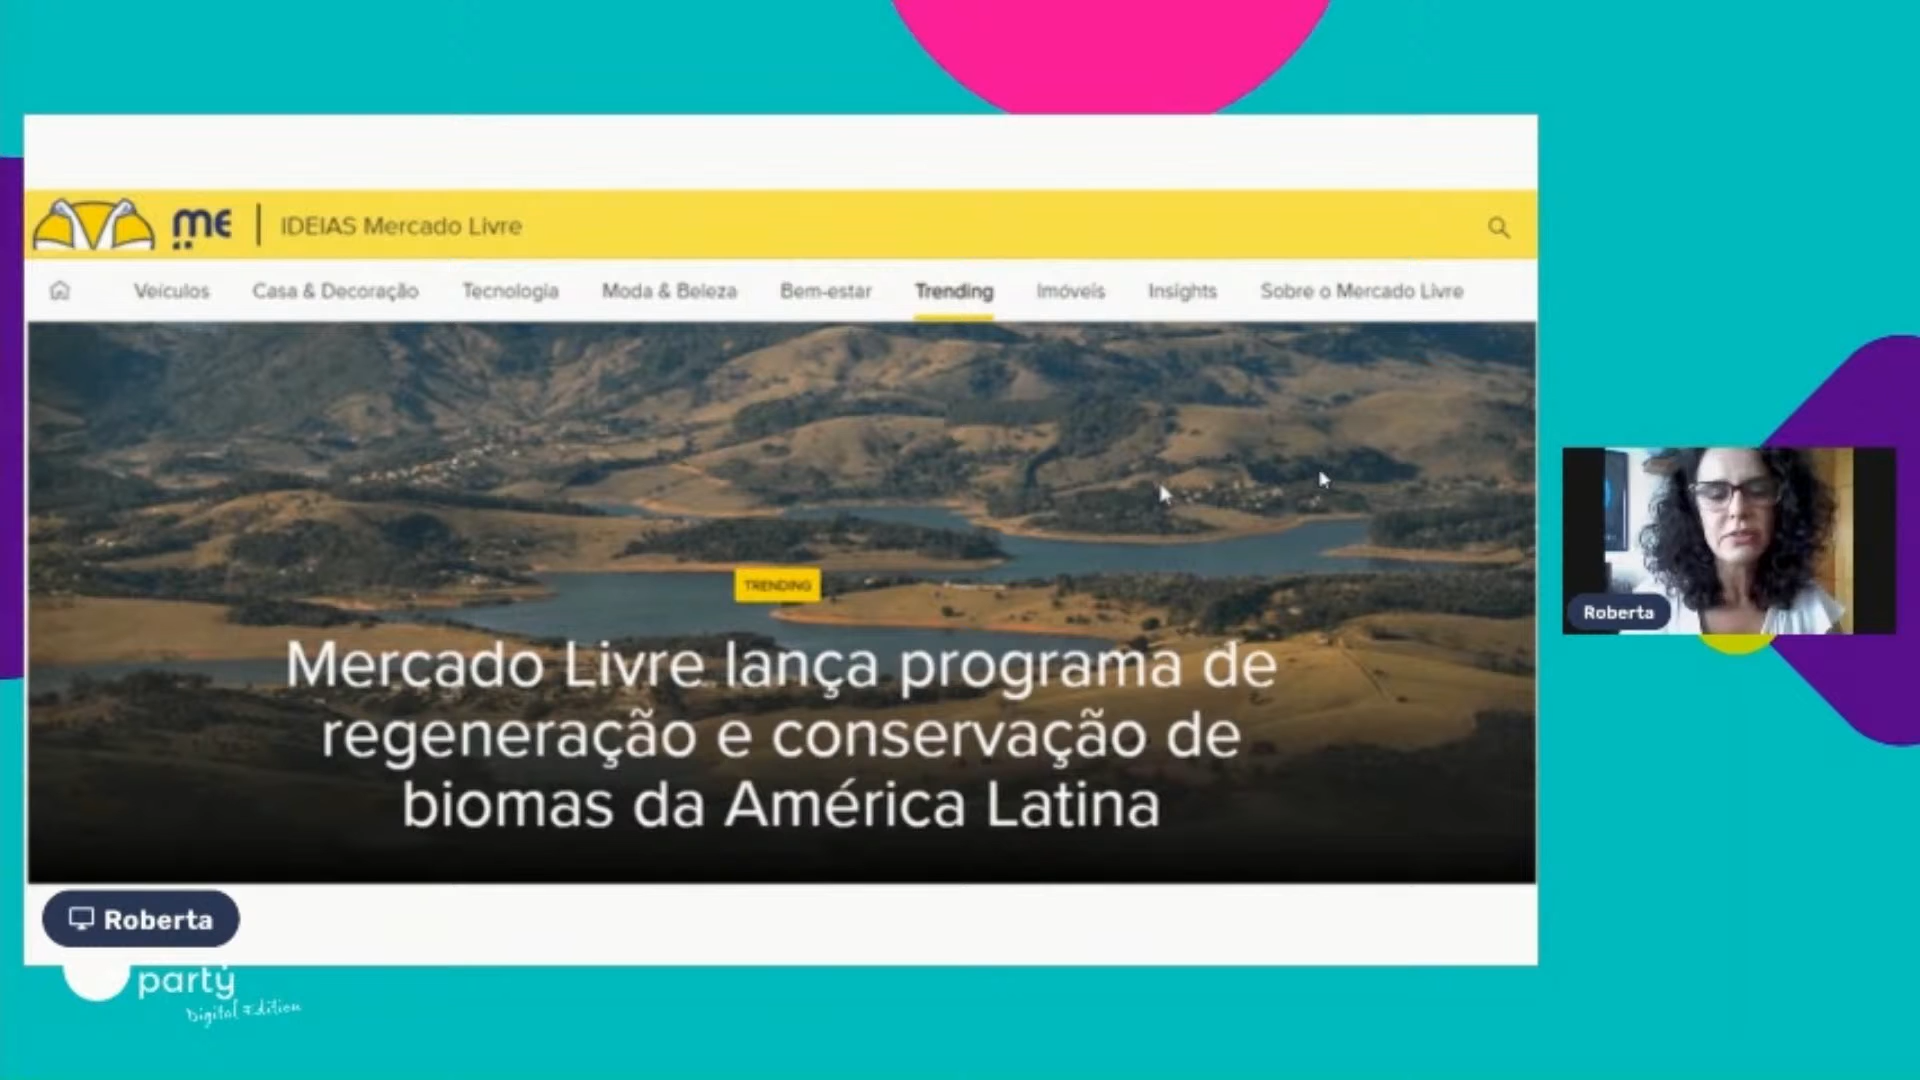 IDEIAS Mercado Livre
Veículos Casa & Decoração Tecnologia Moda & Beleza Bem-estar Trending Imóveis Insights Sobre o Mercado Livre
TRENDING
Mercado Livre lança programa de
regeneração e conservação de
biomas da América Latina
Roberta
Roberta
party
Digital Edition